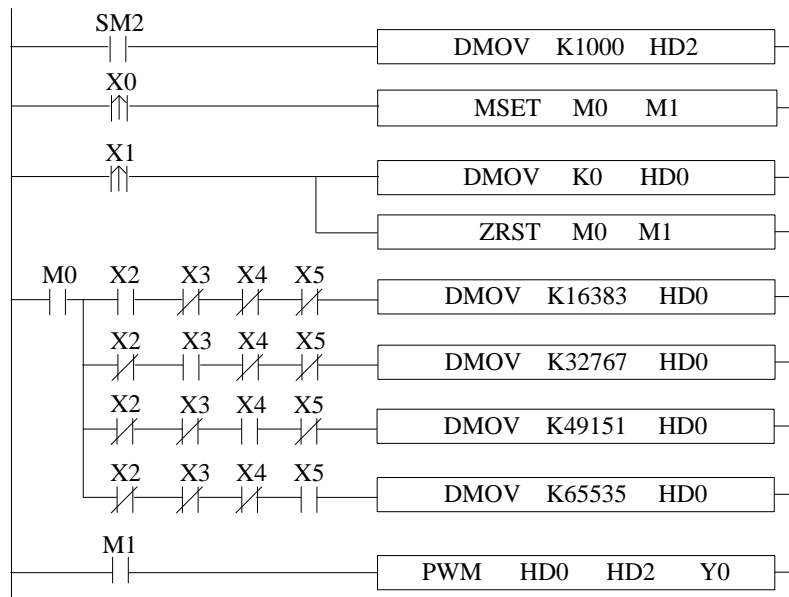 SM2
DMOV K1000 HD2
X0
MSET M0 M1
X1
DMOV K0 HD0
ZRST M0 M1
M0 X2 X3 X4 X5
DMOV K16383 HD0
X2 X3 X4 X5
DMOV K32767 HD0
X2 X3 X4 X5
DMOV K49151 HD0
X2 X3 X4 X5
DMOV K65535 HD0
M1
PWM HD0 HD2 Y0